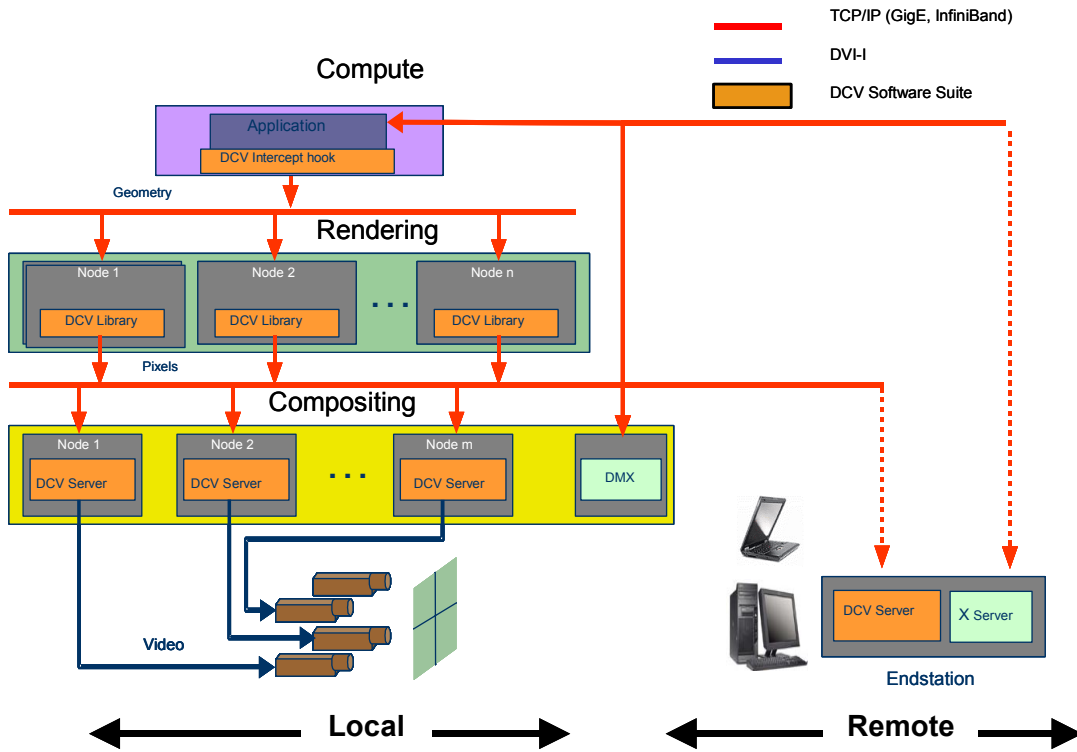 TCP/IP (GigE, InfiniBand)
DVI-I
DCV Software Suite
Compute
Application
DCV Intercept hook
Geometry
Rendering
Node 1
Node 2
Node n
. . .
DCV Library
DCV Library
DCV Library
Pixels
Compositing
Node 1
Node 2
Node m
DCV Server
DCV Server
. . .
DCV Server
DMX
Video
DCV Server
X Server
Endstation
Local
Remote